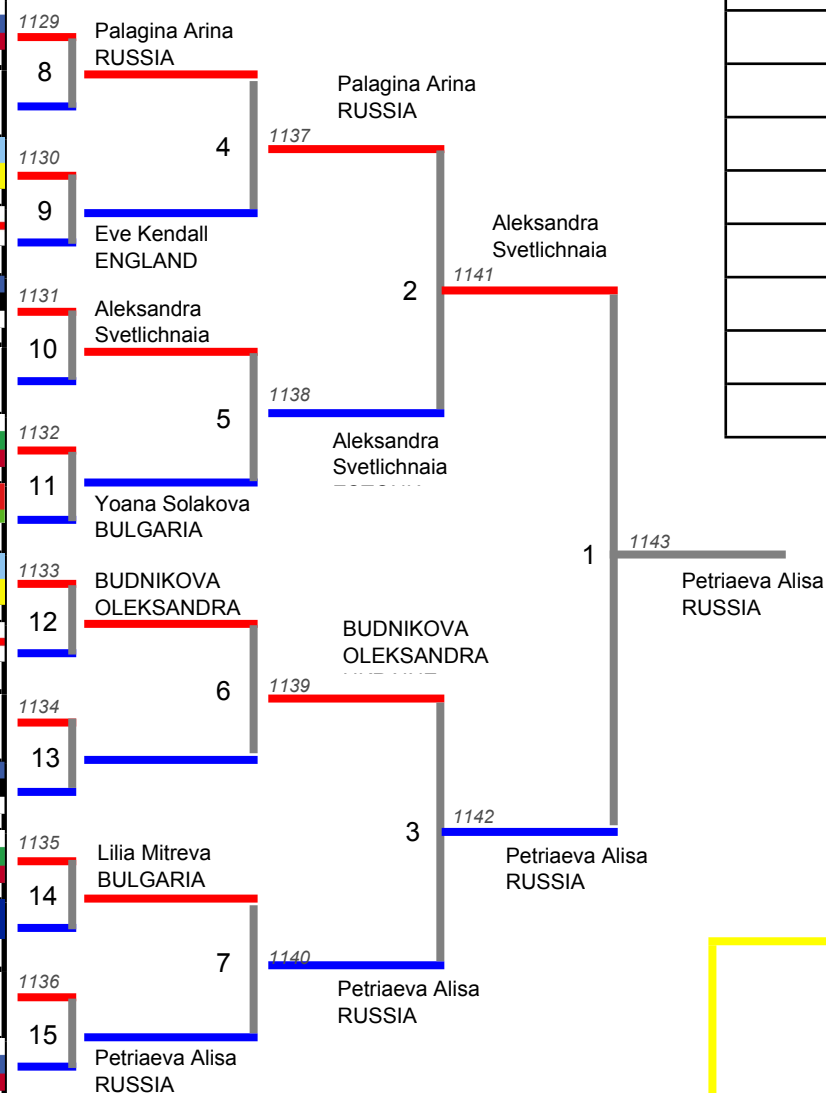 1129
Palagina Arina
RUSSIA
8
4
1130
9
Eve Kendall
ENGLAND
Palagina Arina
RUSSIA
1137
2
1131
Aleksandra
Svetlichnaia
10
5
1132
11
Yoana Solakova
BULGARIA
1138
Aleksandra
Svetlichnaia
Aleksandra
Svetlichnaia
1141
1
1143
Petriaeva Alisa
RUSSIA
1133
BUDNIKOVA
OLEKSANDRA
12
6
1134
13
BUDNIKOVA
OLEKSANDRA
1139
3
1142
Petriaeva Alisa
RUSSIA
1135
Lilia Mitreva
BULGARIA
14
7
1136
15
Petriaeva Alisa
RUSSIA
1140
Petriaeva Alisa
RUSSIA